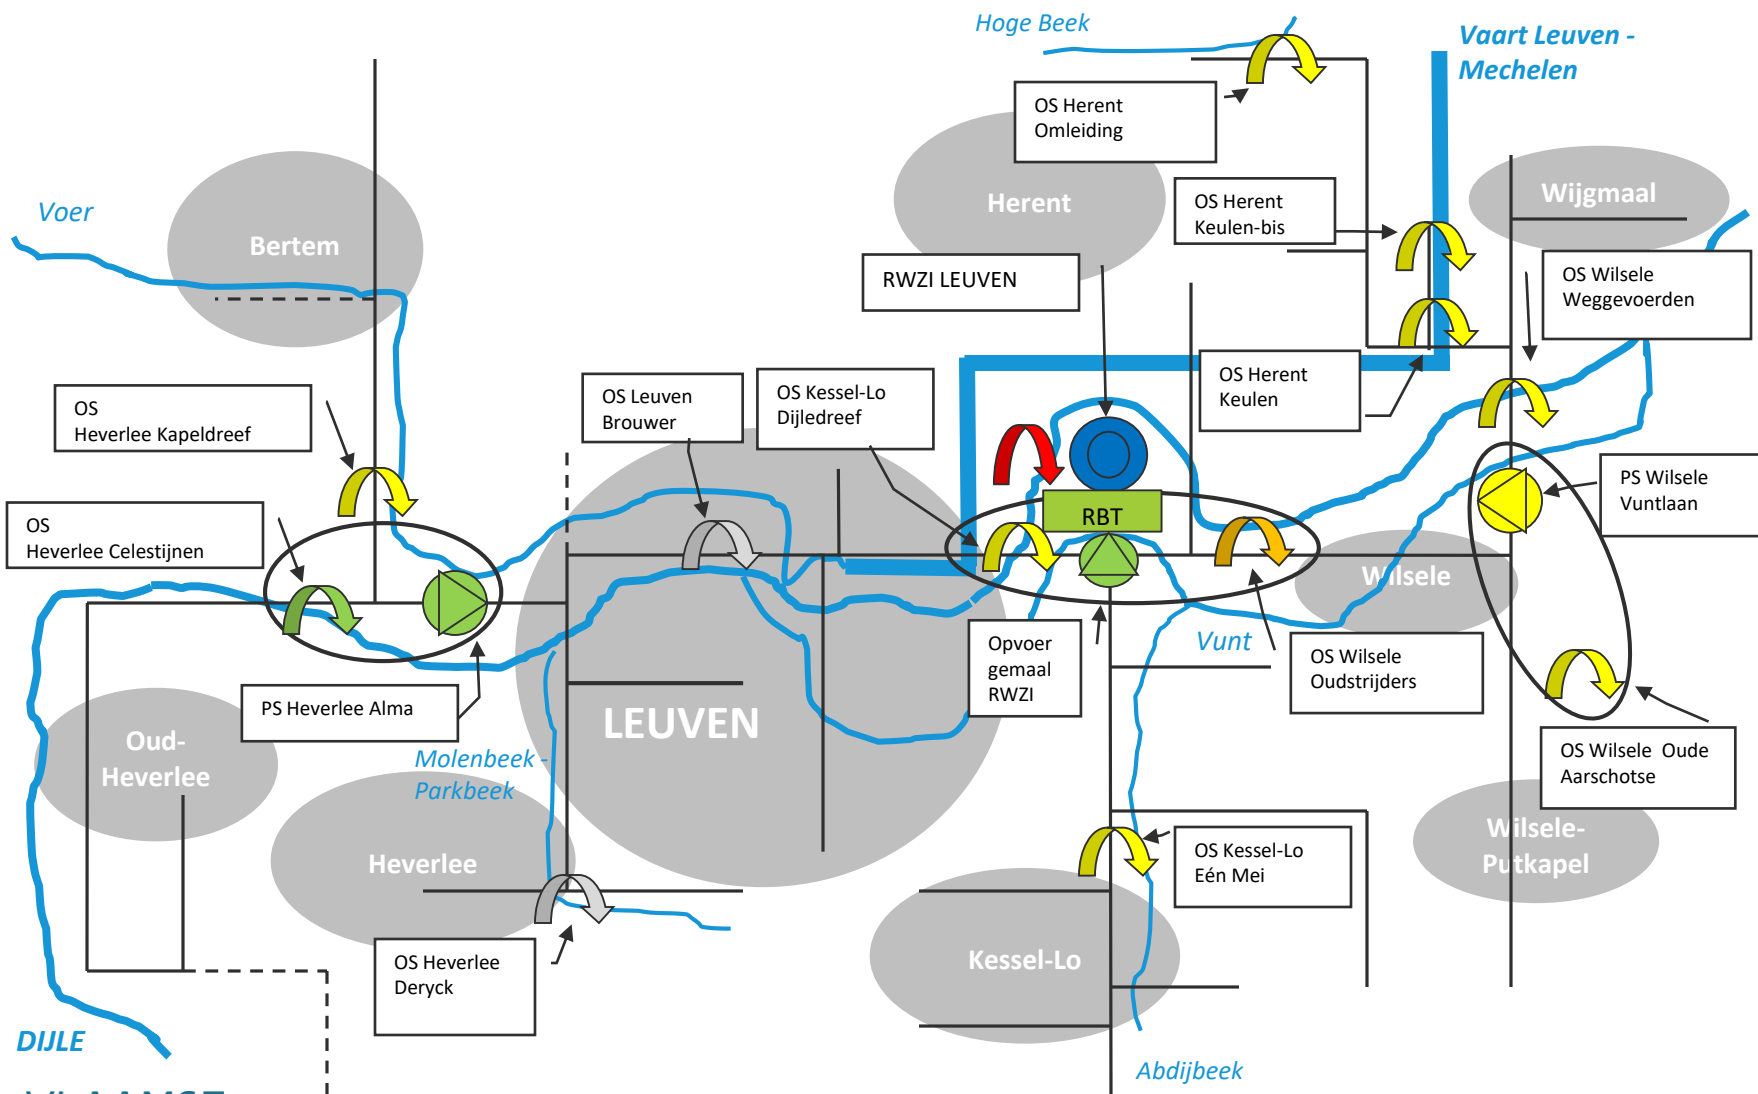 Hoge Beek
Vaart Leuven -
Mechelen
OS Herent
Omleiding
Herent
Wijgmaal
Voer
Bertem
OS Herent
Keulen-bis
RWZI LEUVEN
OS Wilsele
Weggevoerden
OS
Heverlee Kapeldreef
OS Leuven
Brouwer
OS Kessel-Lo
Dijledreef
OS Herent
Keulen
OS
Heverlee Celestijnen
RBT
PS Wilsele
Vuntlaan
Wilsele
Opvoer
gemaal
RWZI
Vunt
OS Wilsele
Oudstrijders
PS Heverlee Alma
LEUVEN
Oud-
Heverlee
Molenbeek -
Parkbeek
OS Wilsele  Oude
Aarschotse
Heverlee
OS Kessel-Lo
Eén Mei
Wilsele-
Putkapel
OS Heverlee
Deryck
Kessel-Lo
DIJLE
Abdijbeek